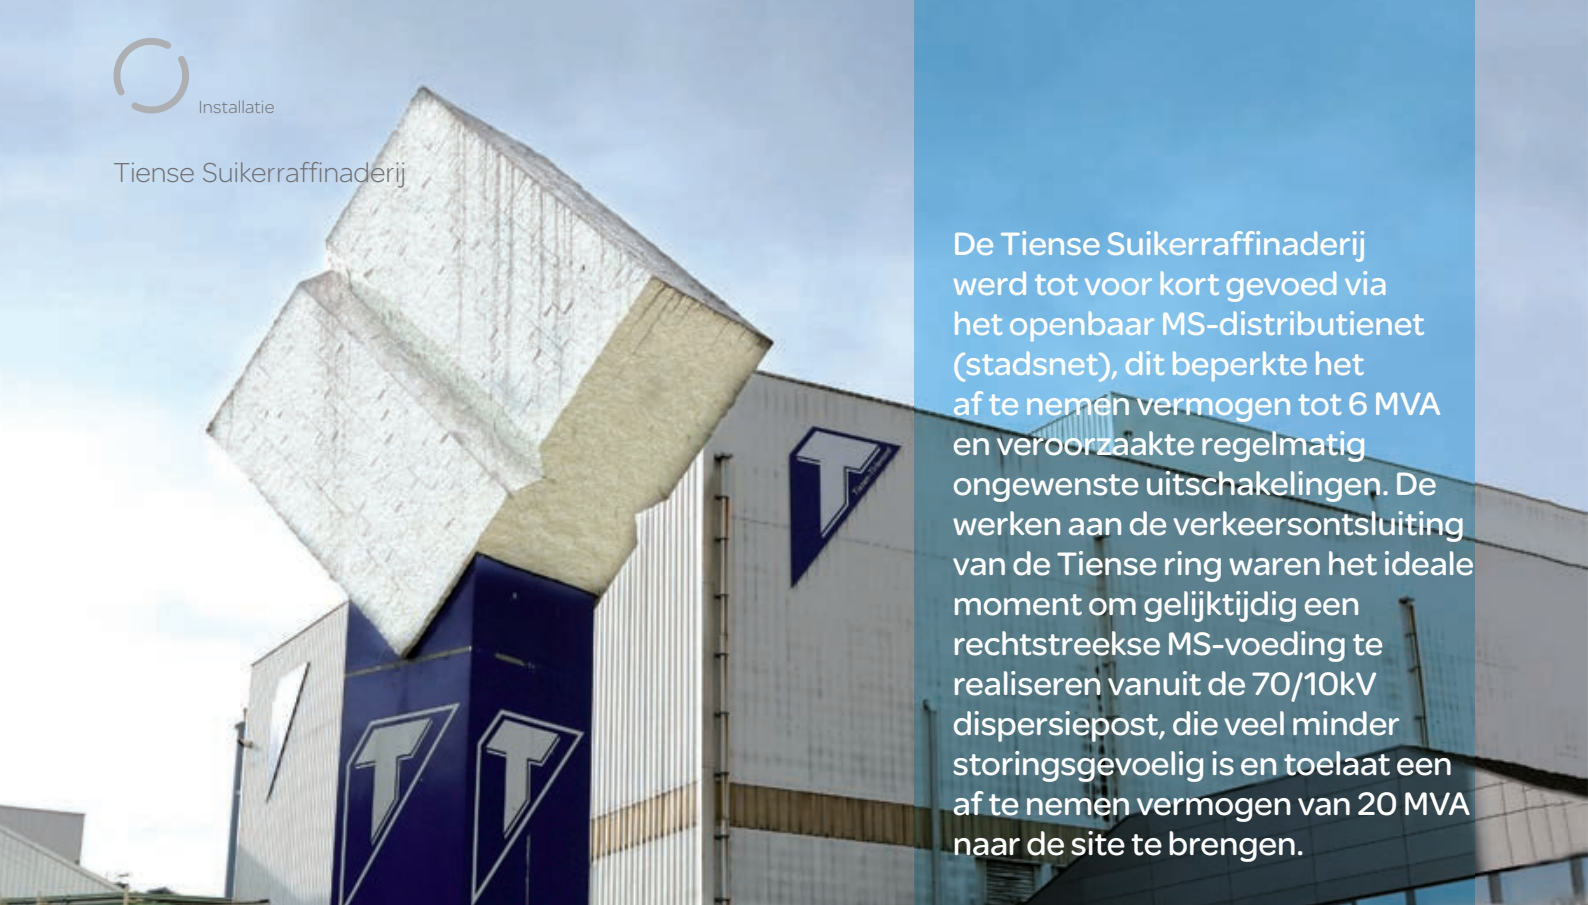 Installatie
Tiense Suikerraffinaderij
De Tiense Suikerraffinaderij
werd tot voor kort gevoed via
het openbaar MS-distributienet
(stadsnet), dit beperkte het
af te nemen vermogen tot 6 MVA
en veroorzaakte regelmatig
ongewenste uitschakelingen. De
werken aan de verkeersontsluiting
van de Tiense ring waren het ideale
moment om gelijktijdig een
rechtstreekse MS-voeding te
realiseren vanuit de 70/10kV
dispersiepost, die veel minder
storingsgevoelig is en toelaat een
af te nemen vermogen van 20 MVA
naar de site te brengen.
T
Tienen-Tirlemont
T
T